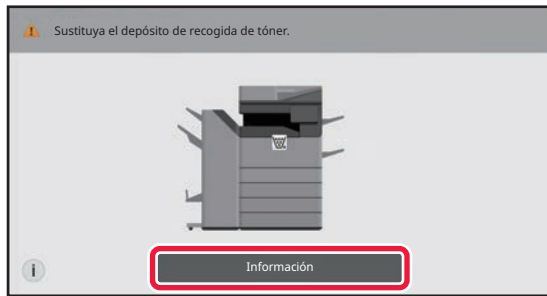 Sustituya el depósito de recogida de tóner.
Información
i